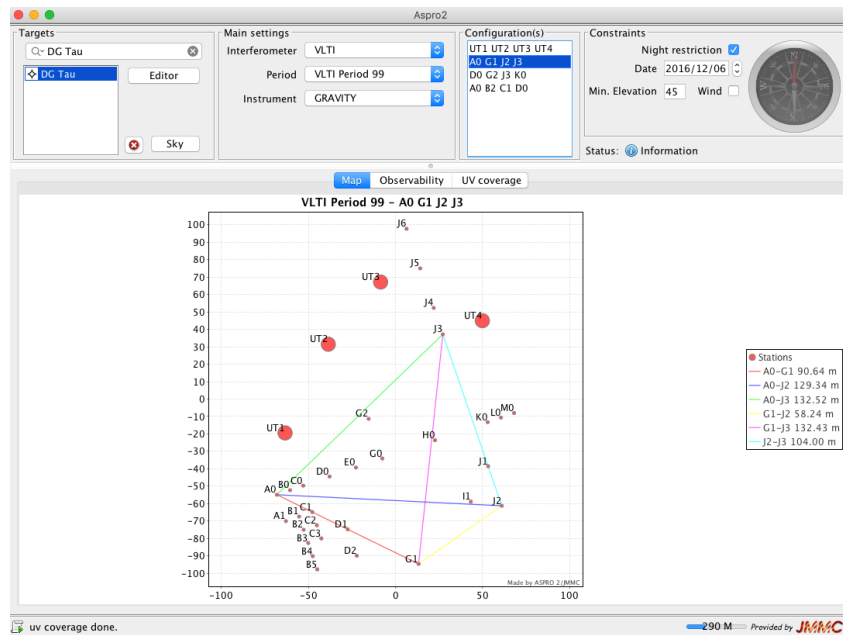 Aspro2
Targets
DG Tau
DG Tau
Editor
Sky
Main settings
Interferometer VLTI
Period VLTI Period 99
Instrument GRAVITY
Configuration(s)
UT1 UT2 UT3 UT4
A0 G1 J2 J3
D0 G2 J3 K0
A0 B2 C1 D0
Constraints
Night restriction
Date 2016/12/06
Min. Elevation 45 Wind
Status: Information
Map Observability UV coverage
VLTI Period 99 – A0 G1 J2 J3
100
90
80
70
60
50
40
30
20
10
0
-10
-20
-30
-40
-50
-60
-70
-80
-90
-100
-100 -50 0 50 100
J6
J5
UT3
J4
UT4
J3
UT2
G2
M0
L0
K0
UT1
H0
G0
E0
J1
D0
C0
B0
A0
I1
J2
C1
B1
A1
C2
B2
D1
C3
B3
B4
D2
B5
G1
Made by ASPRO 2/JMMC
Stations
A0-G1 90.64 m
A0-J2 129.34 m
A0-J3 132.52 m
G1-J2 58.24 m
G1-J3 132.43 m
J2-J3 104.00 m
uv coverage done.
290 M
Provided by JMMC